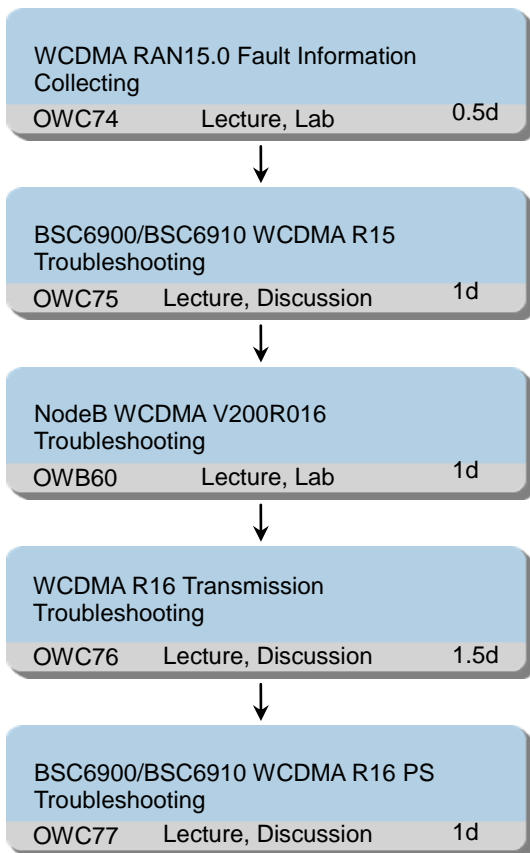 WCDMA RAN15.0 Fault Information
Collecting
OWC74 Lecture, Lab 0.5d
BSC6900/BSC6910 WCDMA R15
Troubleshooting
OWC75 Lecture, Discussion 1d
NodeB WCDMA V200R016
Troubleshooting
OWB60 Lecture, Lab 1d
WCDMA R16 Transmission
Troubleshooting
OWC76 Lecture, Discussion 1.5d
BSC6900/BSC6910 WCDMA R16 PS
Troubleshooting
OWC77 Lecture, Discussion 1d